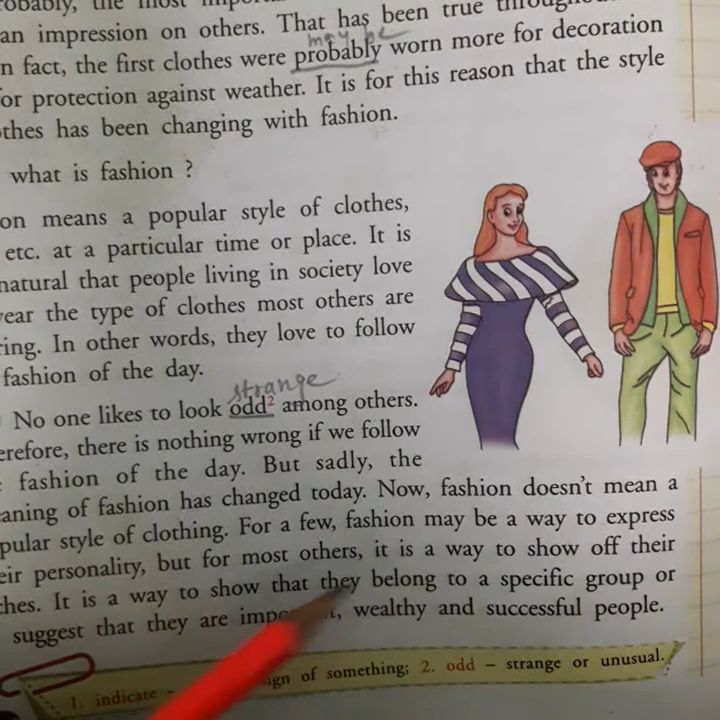 the most
an impression on others. That has been true
may be
n fact, the first clothes were probably worn more for decoration
or protection against weather. It is for this reason that the style
othes has been changing with fashion.
what is fashion ?
on means a popular style of clothes,
etc. at a particular time or place. It is
natural that people living in society love
ear the type of clothes most others are
ring. In other words, they love to follow
fashion of the day.
strange
No one likes to look odd² among others.
erefore, there is nothing wrong if we follow
fashion of the day. But sadly, the
aning of fashion has changed today. Now, fashion doesn't mean a
pular style of clothing. For a few, fashion may be a way to express
eir personality, but for most others, it is a way to show off their
hes. It is a way to show that they belong to a specific group or
suggest that they are wealthy and successful people.
1. indicate – ign of something; 2. odd – strange or unusual.